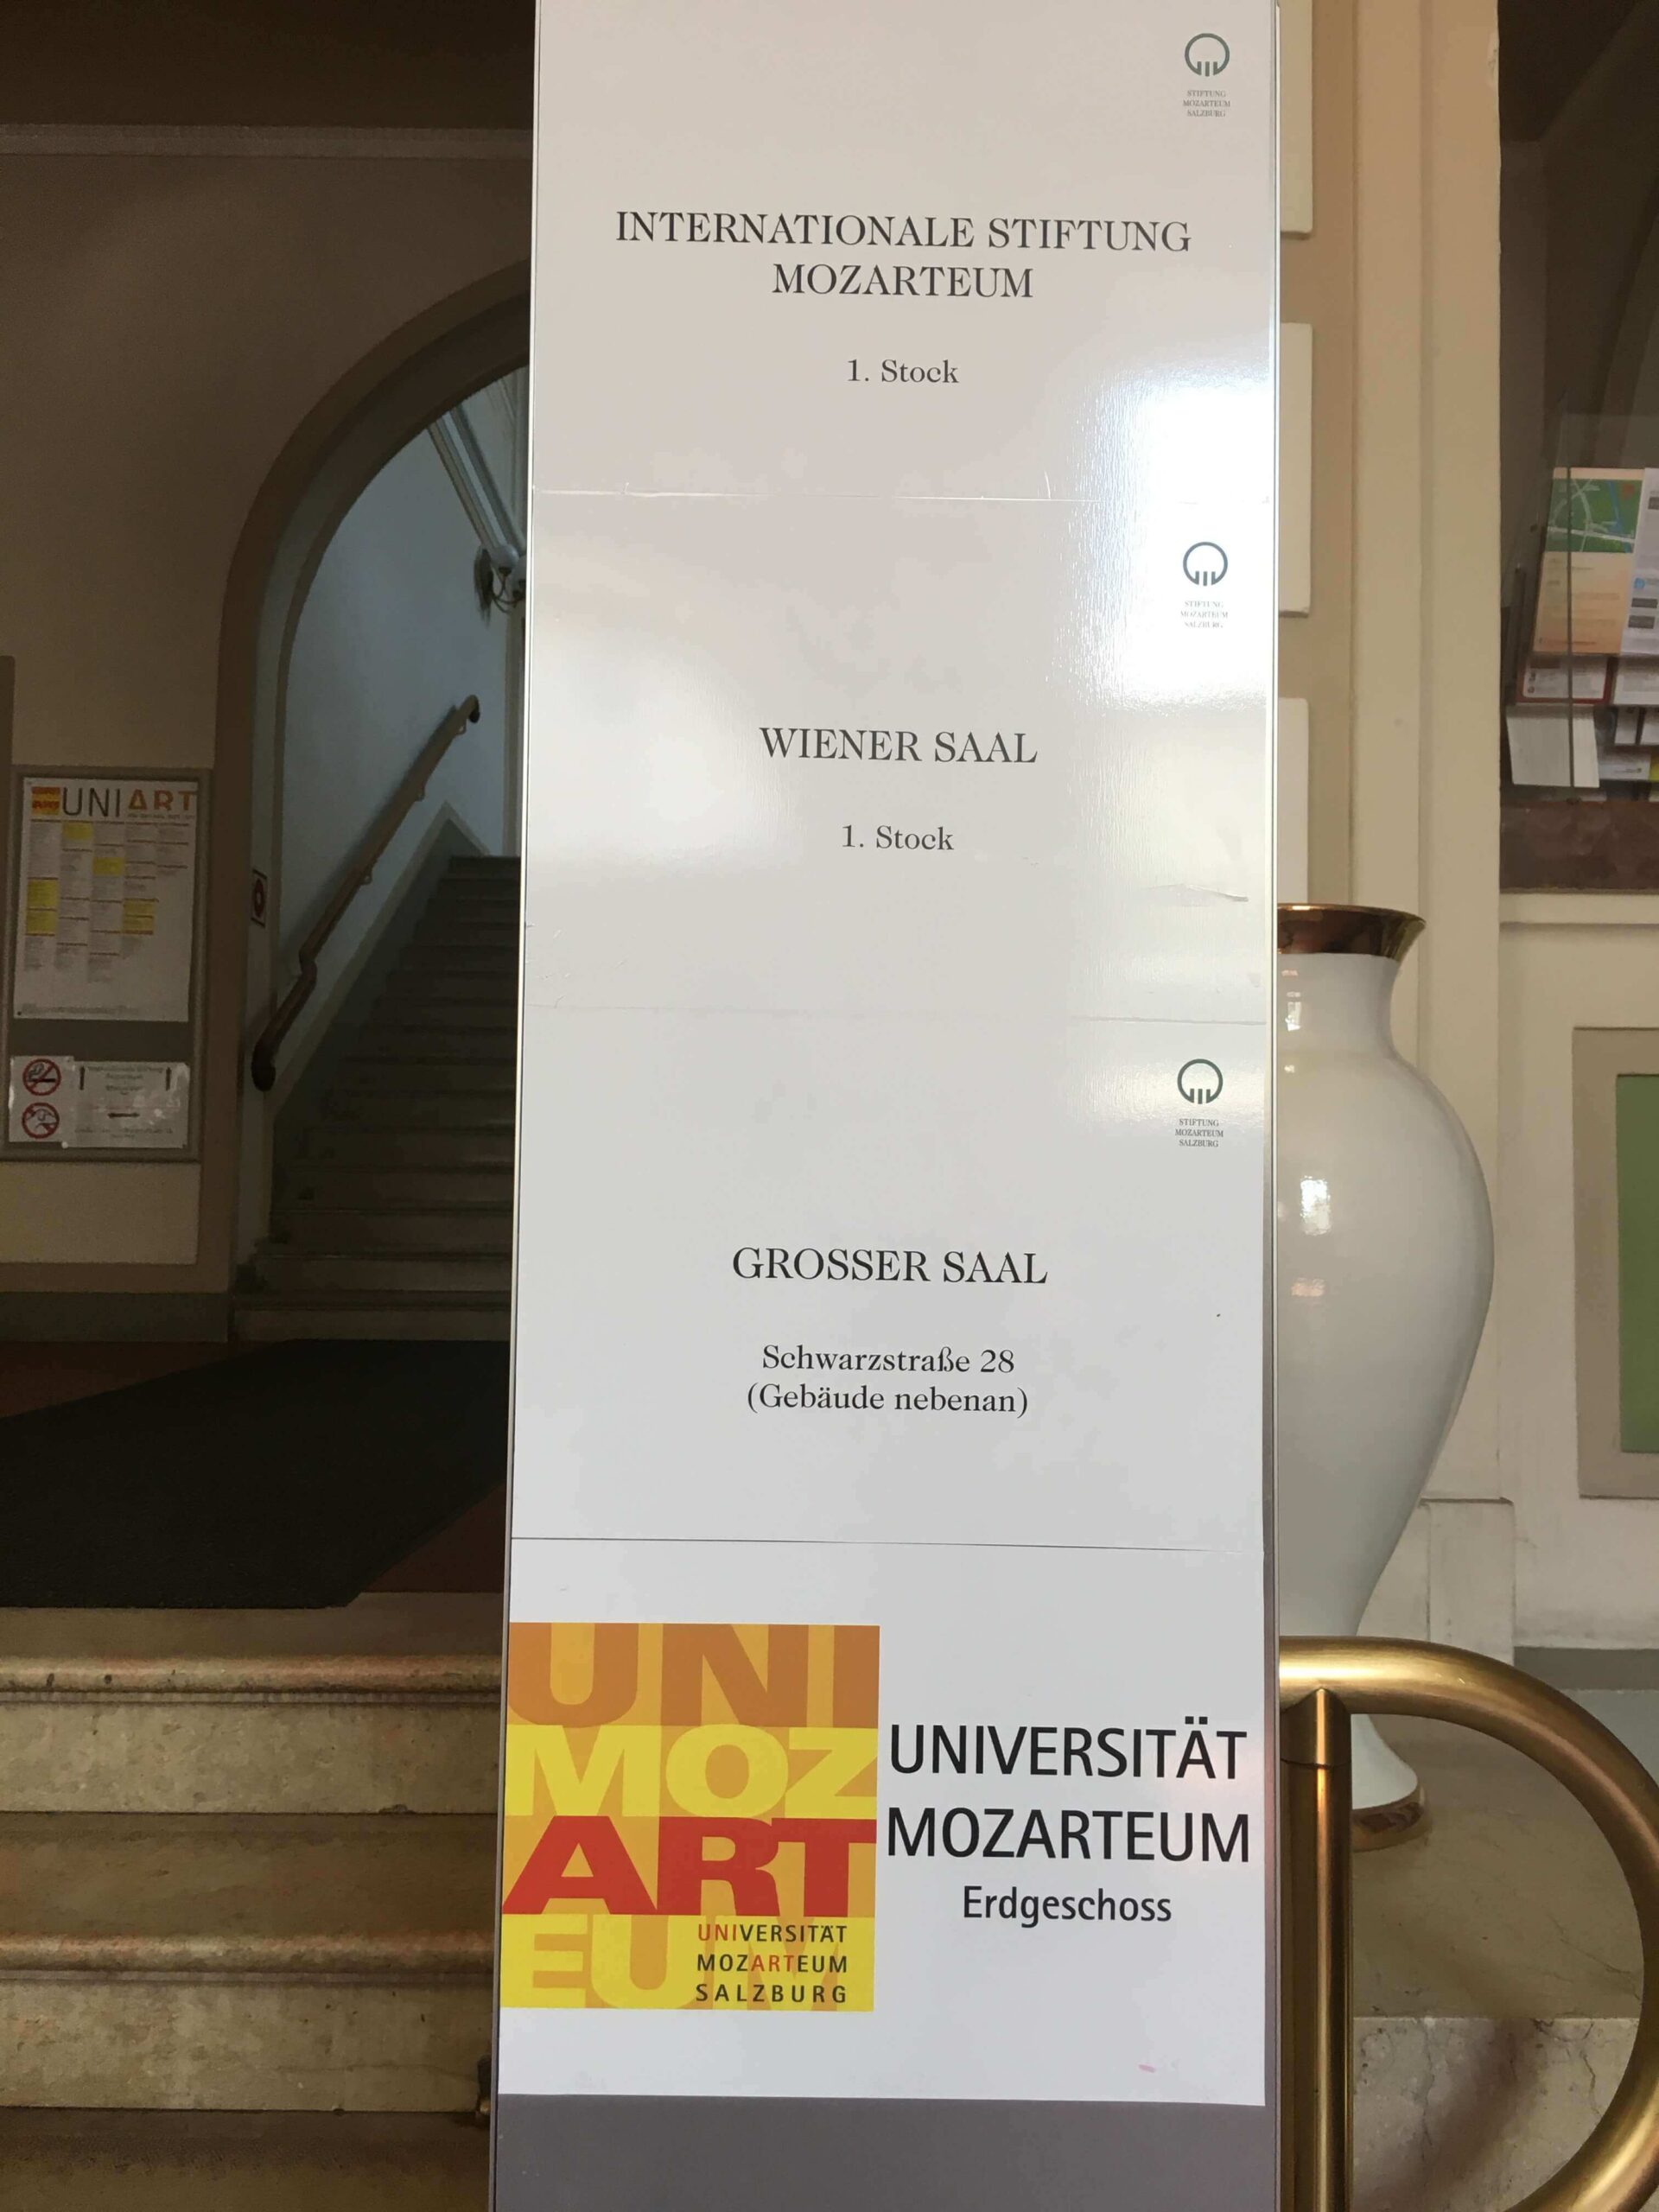 STIFTUNG
MOZARTEUM
SALZBURG
INTERNATIONALE STIFTUNG
MOZARTEUM
1. Stock
STIFTUNG
MOZARTEUM
SALZBURG
WIENER SAAL
1. Stock
STIFTUNG
MOZARTEUM
SALZBURG
GROSSER SAAL
Schwarzstraße 28
(Gebäude nebenan)
UNI
MOZ
ART
EUM
UNIVERSITÄT
MOZARTEUM
SALZBURG
UNIVERSITÄT
MOZARTEUM
Erdgeschoss
UNIART